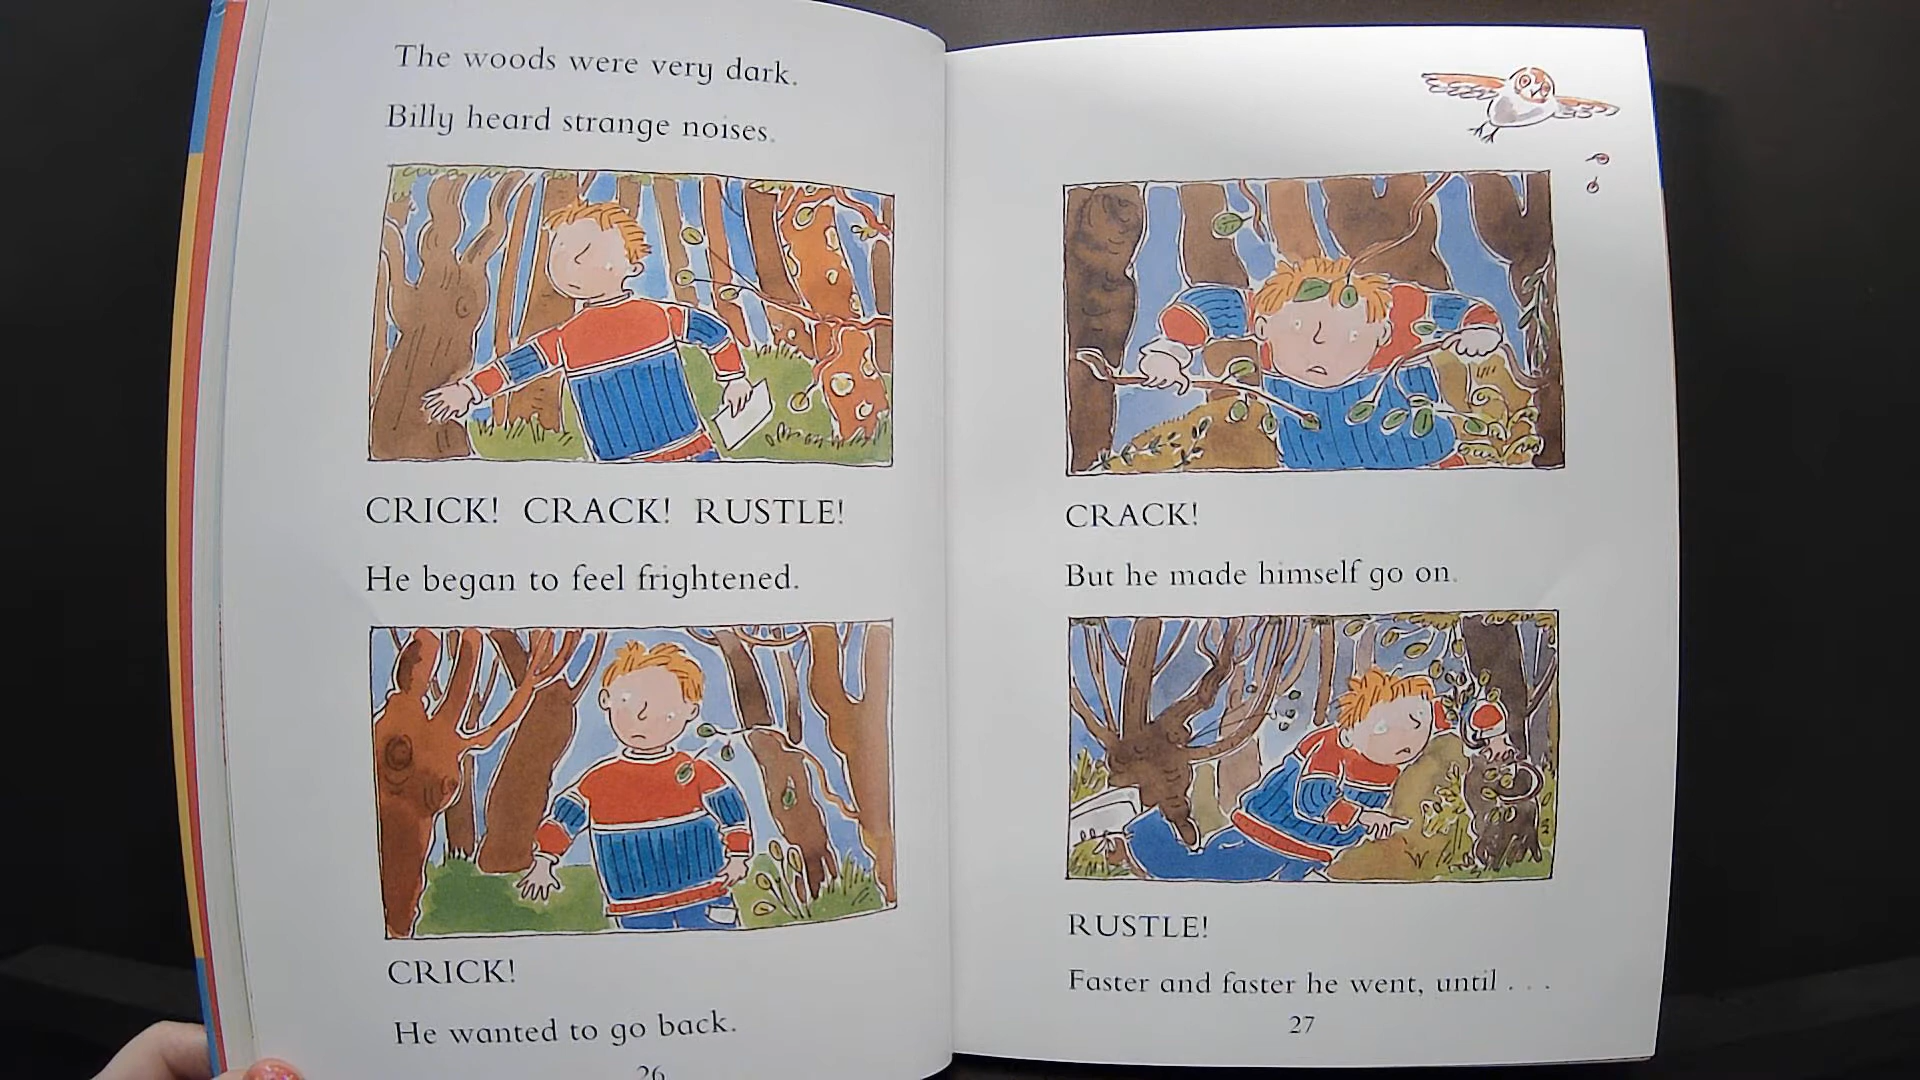 The woods were very dark.
Billy heard strange noises.
CRICK! CRACK! RUSTLE!
He began to feel frightened.
CRICK!
He wanted to go back.
26
CRACK!
But he made himself go on.
RUSTLE!
Faster and faster he went, until . . .
27